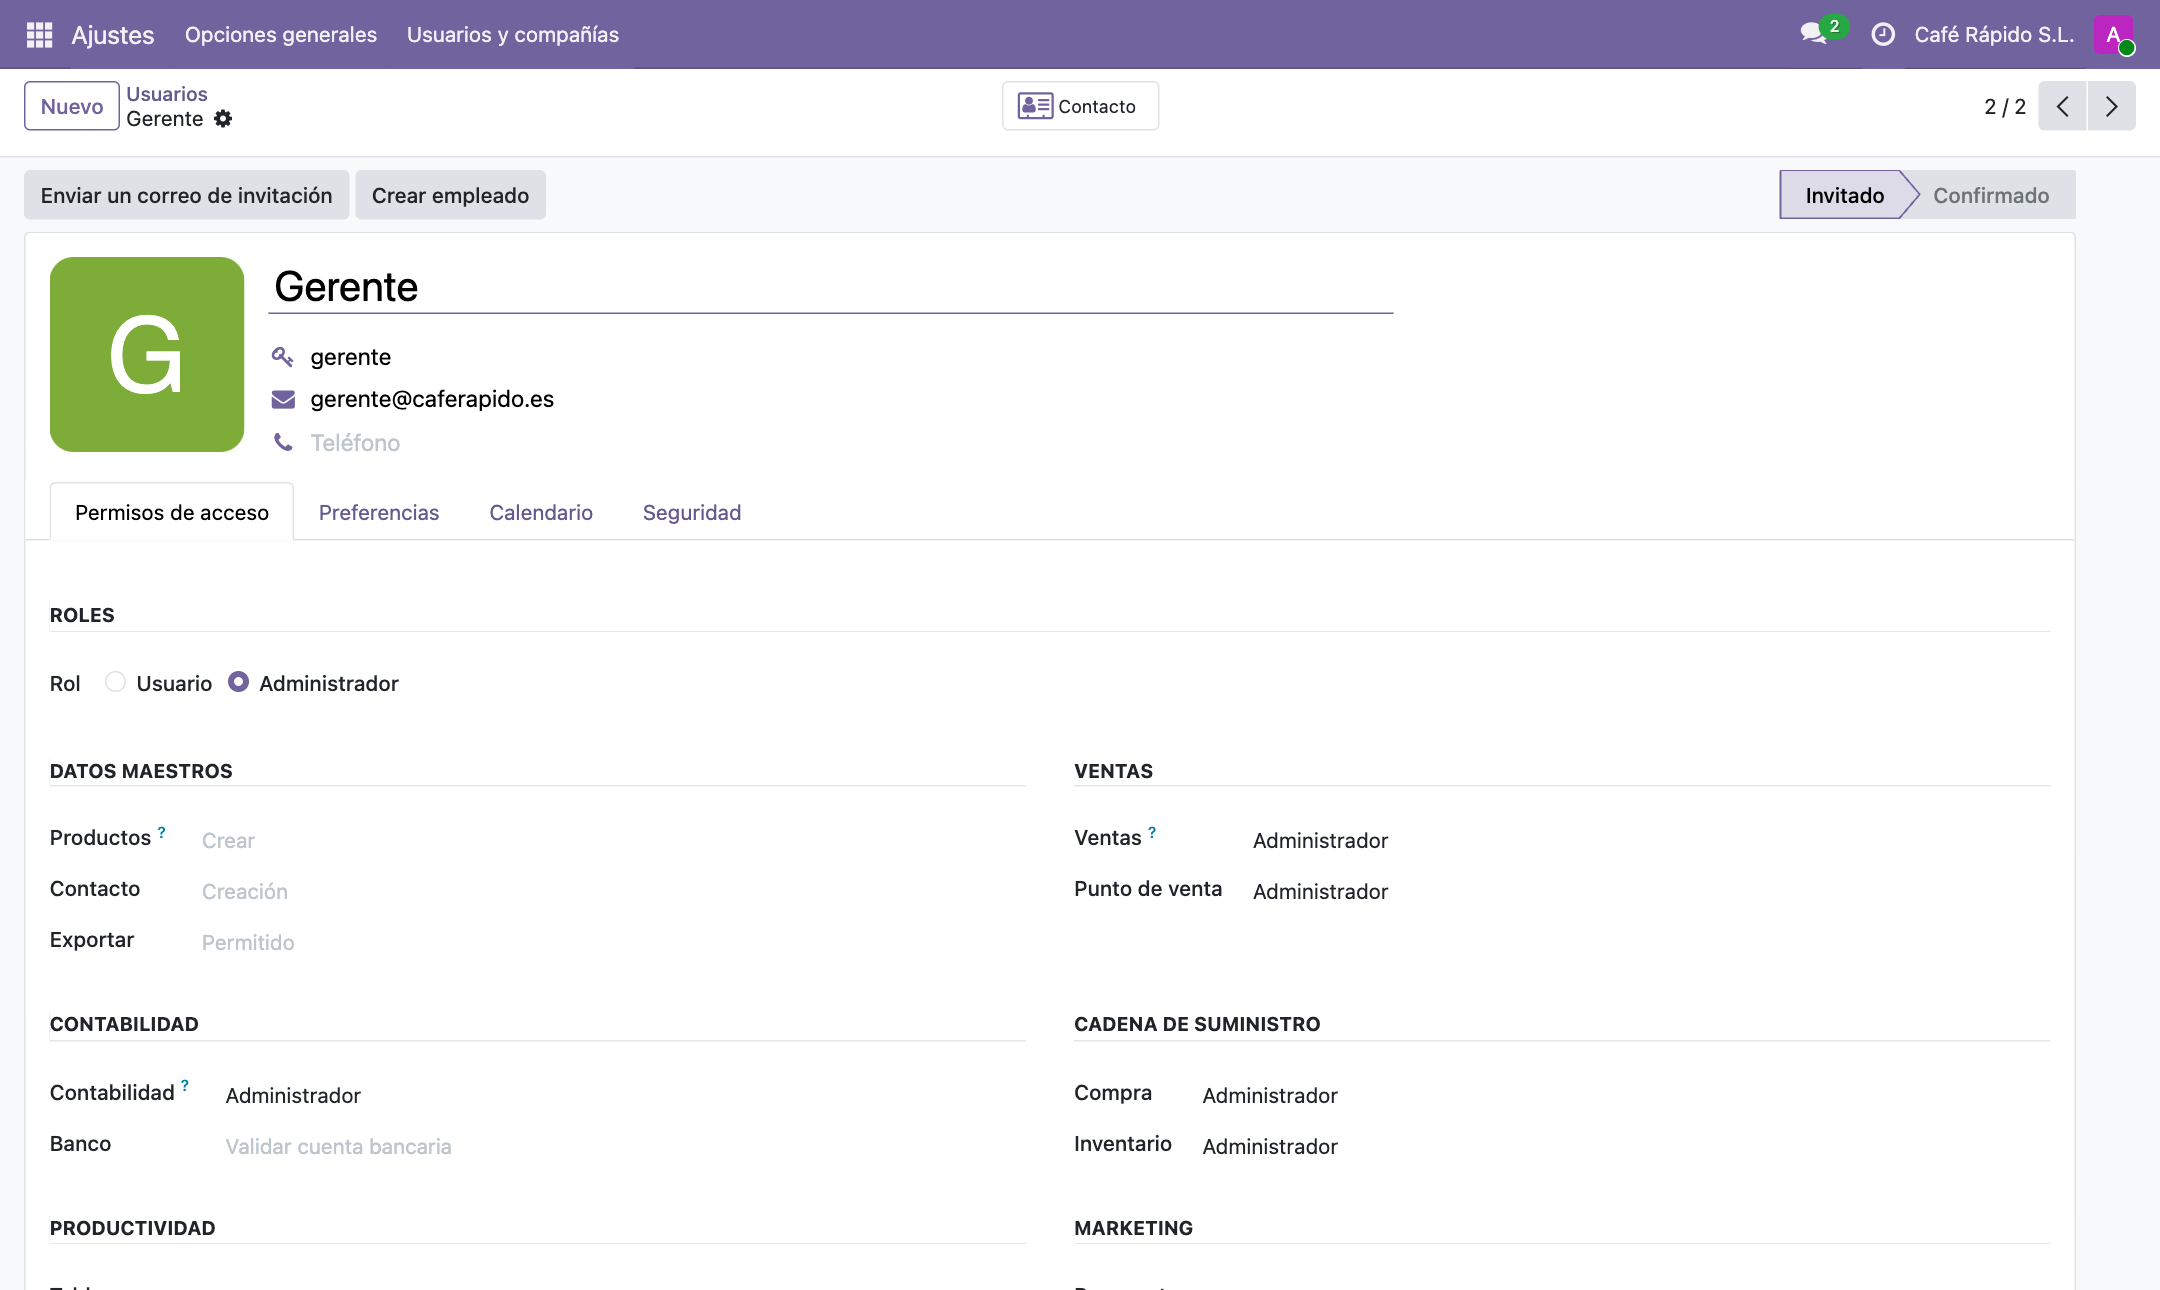 Ajustes Opciones generales Usuarios y compañías 2 Café Rápido S.L. A
Nuevo Usuarios Contacto 2 / 2
Gerente
Enviar un correo de invitación Crear empleado Invitado Confirmado
G Gerente
gerente
gerente@caferapido.es
Teléfono
Permisos de acceso Preferencias Calendario Seguridad
ROLES
Rol Usuario Administrador
DATOS MAESTROS
Productos ? Crear
Contacto Creación
Exportar Permitido
VENTAS
Ventas ? Administrador
Punto de venta Administrador
CONTABILIDAD
Contabilidad ? Administrador
Banco Validar cuenta bancaria
CADENA DE SUMINISTRO
Compra Administrador
Inventario Administrador
PRODUCTIVIDAD
MARKETING